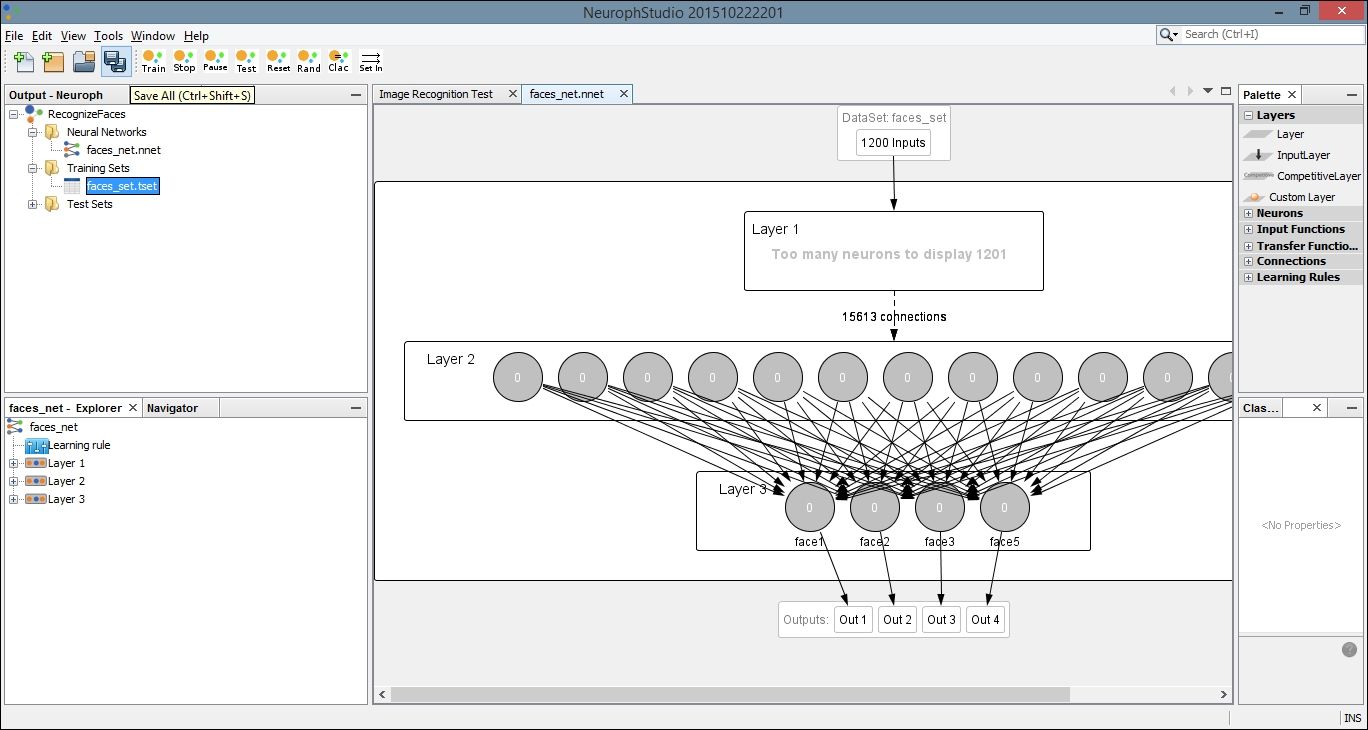 NeurophStudio 201510222201
File Edit View Tools Window Help
Search (Ctrl+I)
Train Stop Pause Test Reset Rand Clac Set In
Output - Neuroph
Save All (Ctrl+Shift+S)
RecognizeFaces
Neural Networks
faces_net.nnet
Training Sets
faces_set.tset
Test Sets
faces_net - Explorer
Navigator
faces_net
Learning rule
Layer 1
Layer 2
Layer 3
Image Recognition Test
faces_net.nnet
DataSet: faces_set
1200 Inputs
Layer 1
Too many neurons to display 1201
15613 connections
Layer 2
0 0 0 0 0 0 0 0 0 0 0 0
Layer 3
0 0 0 0
face1 face2 face3 face5
Outputs: Out 1 Out 2 Out 3 Out 4
Palette
Layers
Layer
InputLayer
Competitive CompetitiveLayer
Custom Layer
Neurons
Input Functions
Transfer Functio...
Connections
Learning Rules
Clas...
<No Properties>
?
INS